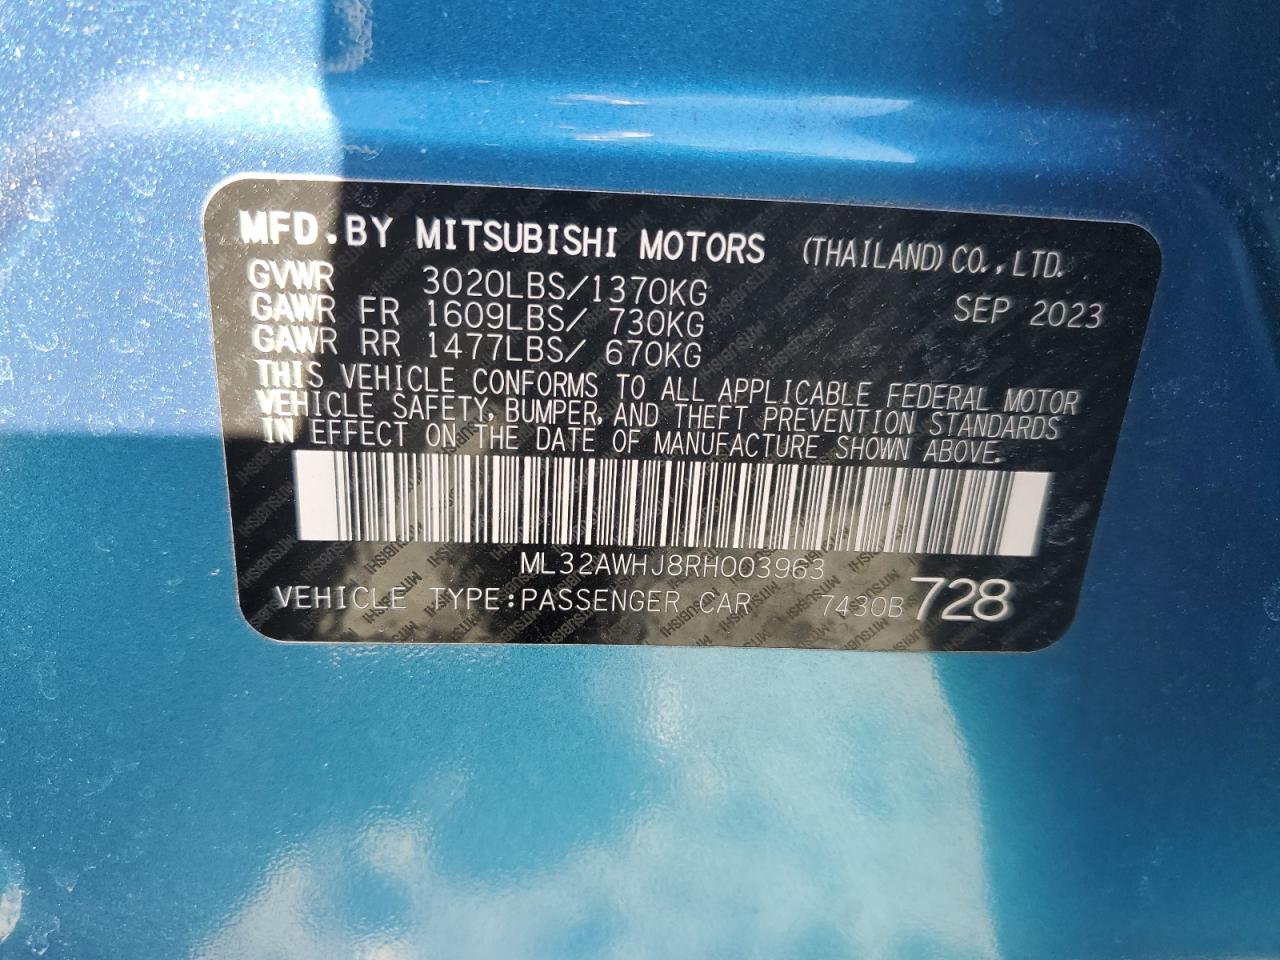 MFD.BY MITSUBISHI MOTORS (THAILAND)CO.,LTD.
GVWR 3020LBS/1370KG SEP 2023
GAWR FR 1609LBS/ 730KG
GAWR RR 1477LBS/ 670KG
THIS VEHICLE CONFORMS TO ALL APPLICABLE FEDERAL MOTOR
VEHICLE SAFETY, BUMPER, AND THEFT PREVENTION STANDARDS
IN EFFECT ON THE DATE OF MANUFACTURE SHOWN ABOVE.
ML32AWHJ8RH003963
VEHICLE TYPE:PASSENGER CAR 7430B 728